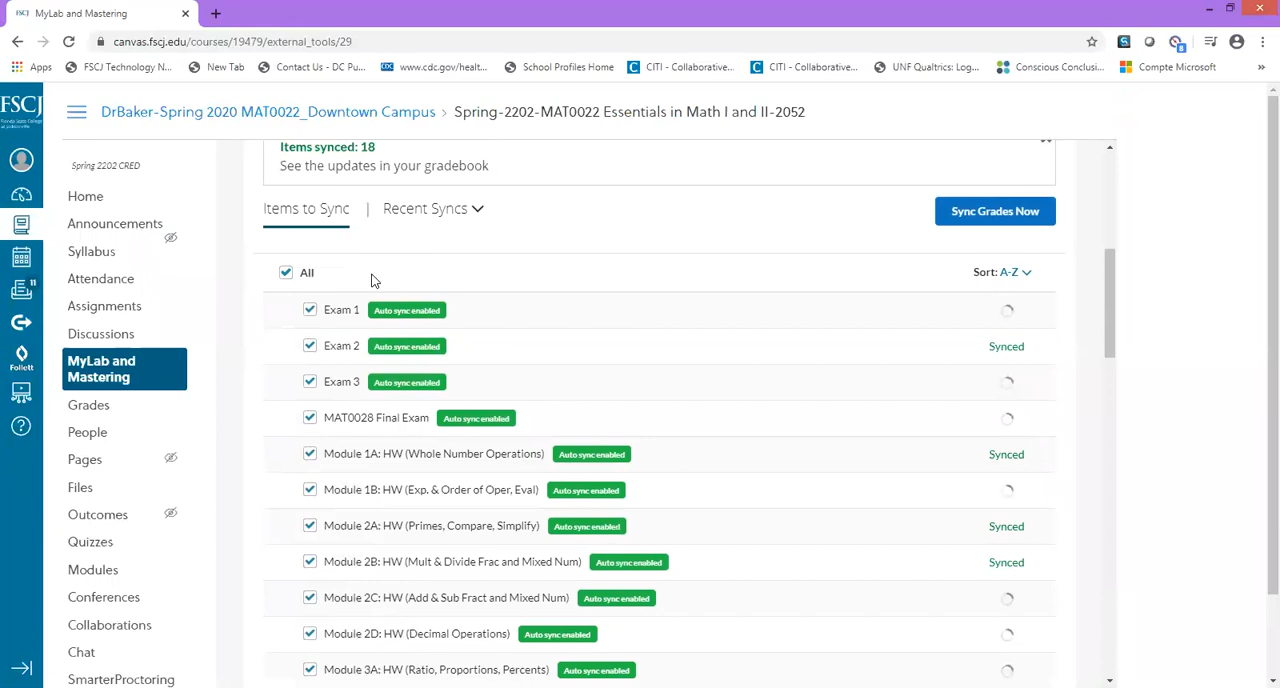 FSCJ MyLab and Mastering
canvas.fscj.edu/courses/19479/external_tools/29
8
Apps FSCJ Technology N... New Tab Contact Us - DC Pu... CDC www.cdc.gov/healt... School Profiles Home C CITI - Collaborative... C CITI - Collaborative... UNF Qualtrics: Log... Conscious Conclusi... Compte Microsoft »
FSCJ
DrBaker-Spring 2020 MAT0022_Downtown Campus › Spring-2202-MAT0022 Essentials in Math I and II-2052
Spring 2202 CRED
Home
Announcements
Syllabus
Attendance
Assignments
Discussions
MyLab and
Mastering
Grades
People
Pages
Files
Outcomes
Quizzes
Modules
Conferences
Collaborations
Chat
SmarterProctoring
11
Follett
Items synced: 18
See the updates in your gradebook
Items to Sync | Recent Syncs
Sync Grades Now
All
Sort: A-Z
Exam 1 Auto sync enabled
Exam 2 Auto sync enabled Synced
Exam 3 Auto sync enabled
MAT0028 Final Exam Auto sync enabled
Module 1A: HW (Whole Number Operations) Auto sync enabled Synced
Module 1B: HW (Exp. & Order of Oper, Eval) Auto sync enabled
Module 2A: HW (Primes, Compare, Simplify) Auto sync enabled Synced
Module 2B: HW (Mult & Divide Frac and Mixed Num) Auto sync enabled Synced
Module 2C: HW (Add & Sub Fract and Mixed Num) Auto sync enabled
Module 2D: HW (Decimal Operations) Auto sync enabled
Module 3A: HW (Ratio, Proportions, Percents) Auto sync enabled